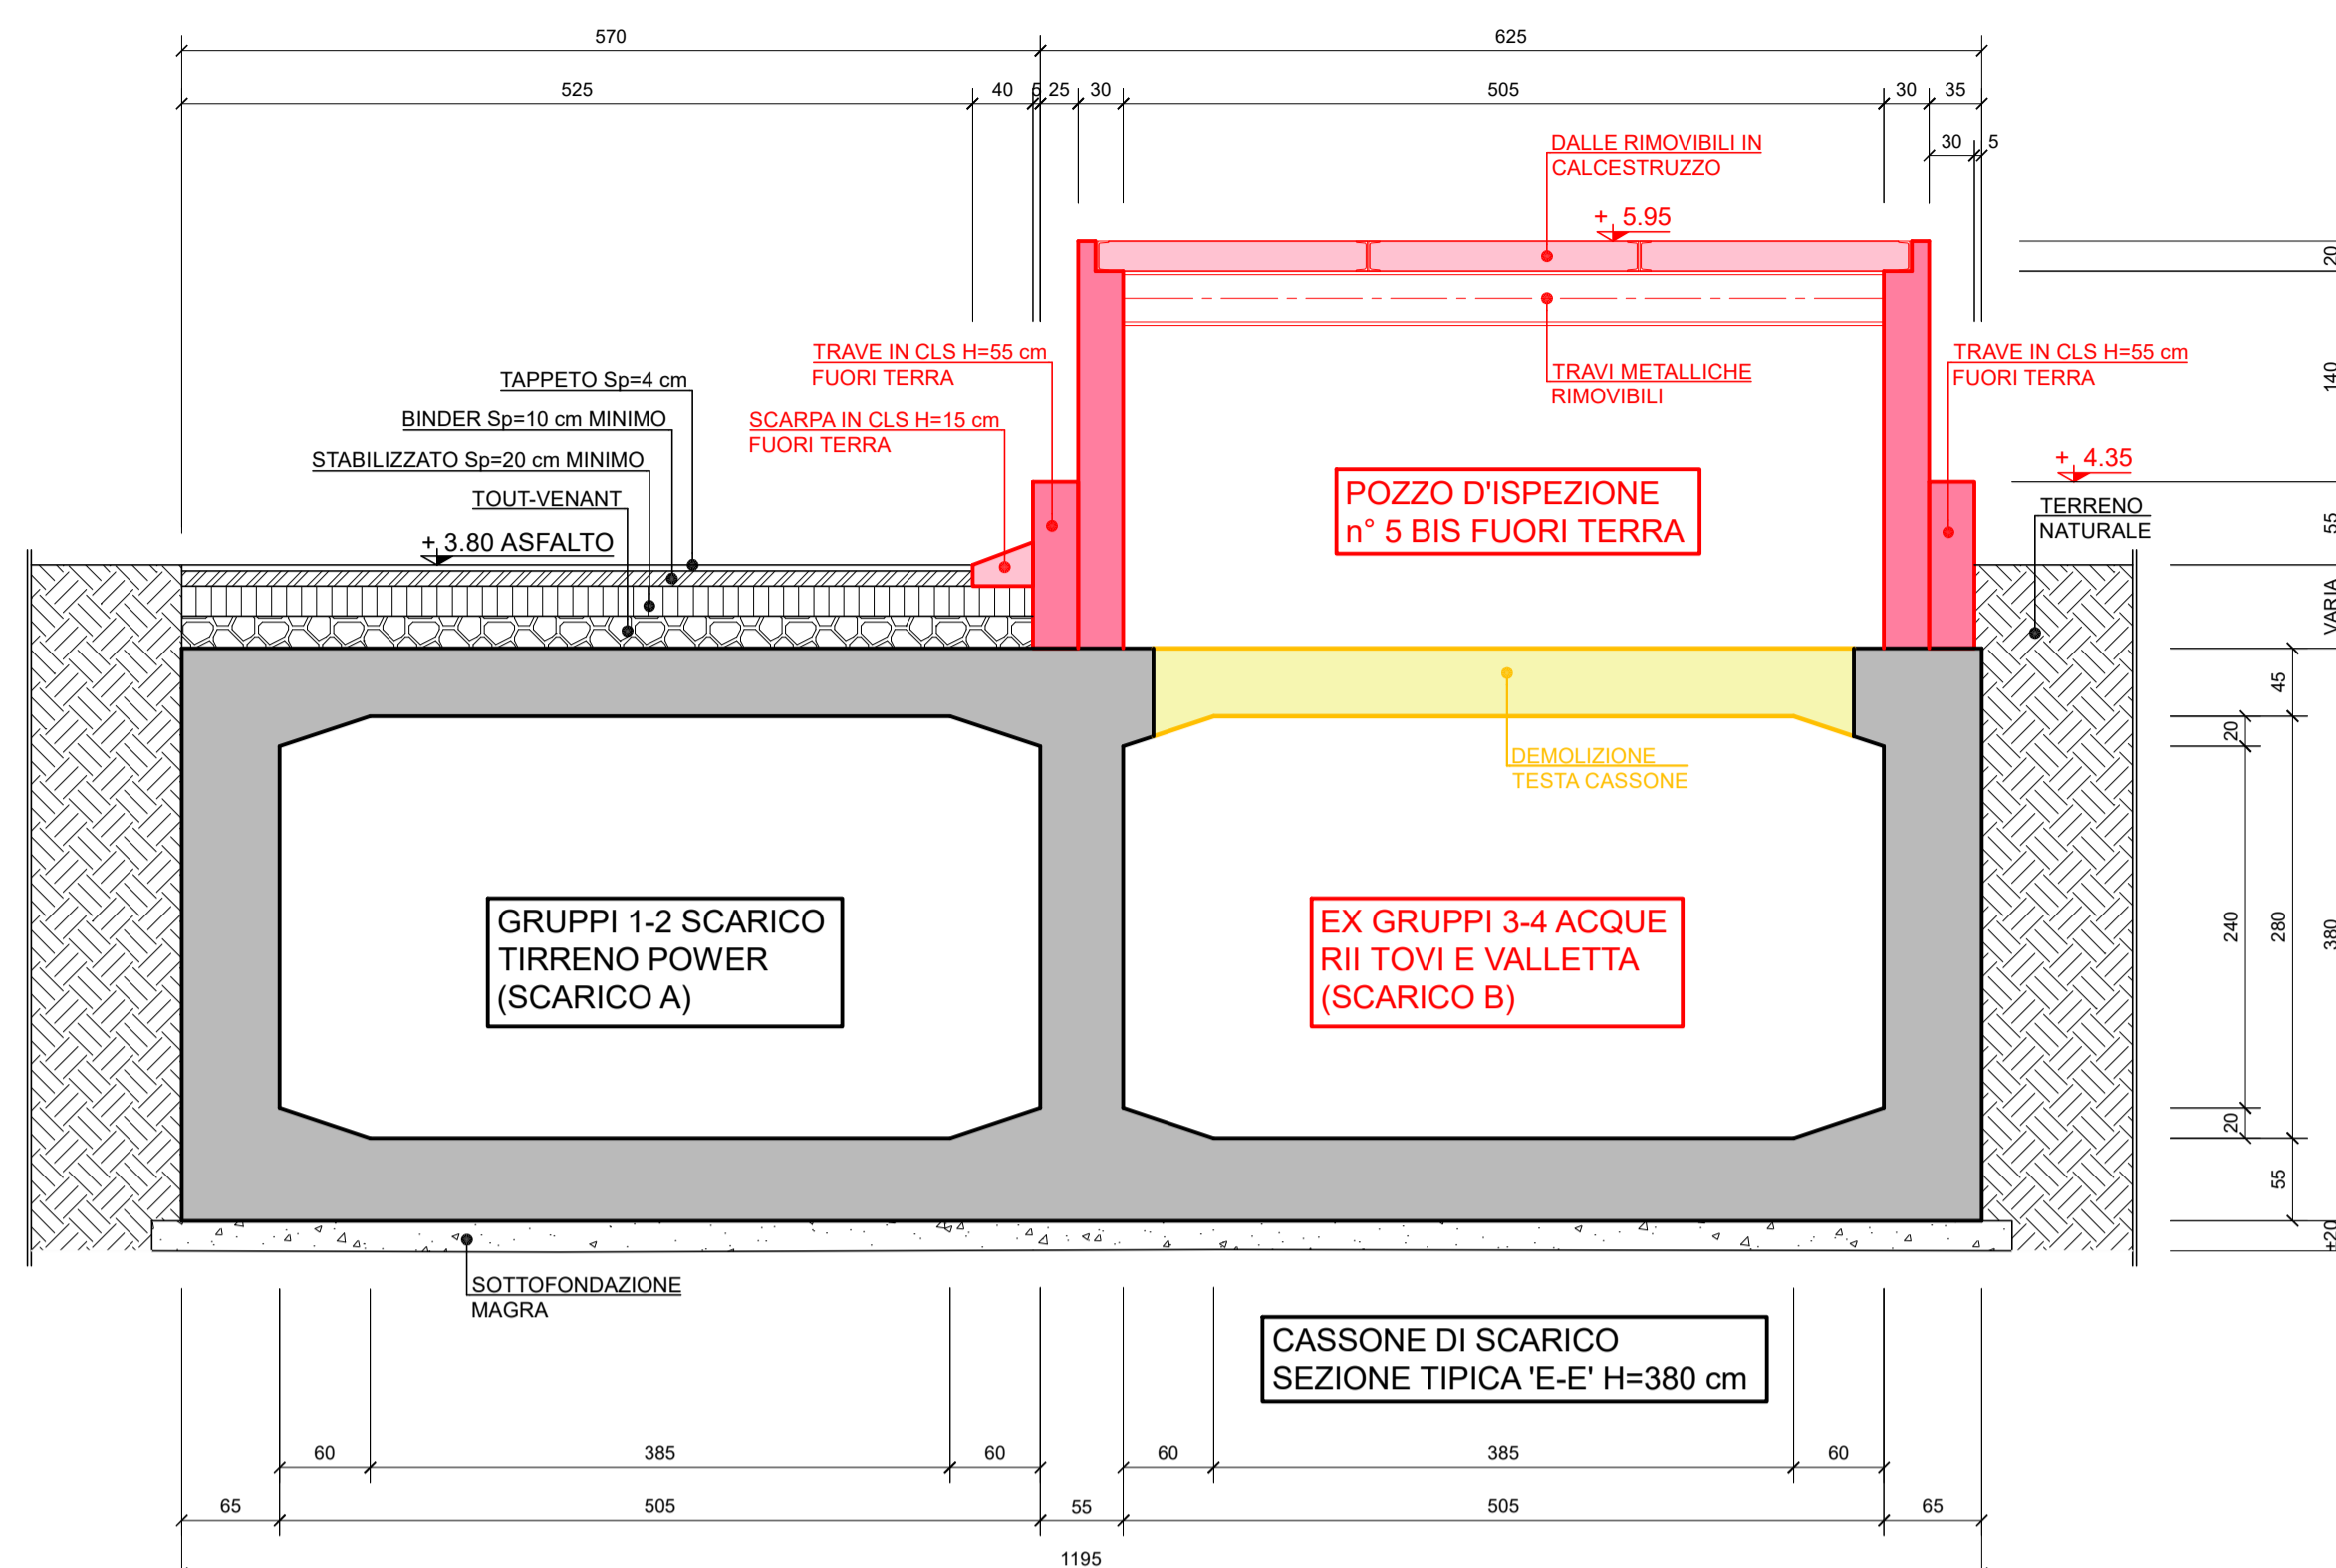 570
625
525
40
5
25
30
505
30
35
30
5
DALLE RIMOVIBILI IN
CALCESTRUZZO
+ 5.95
20
TRAVE IN CLS H=55 cm
FUORI TERRA
TRAVI METALLICHE
RIMOVIBILI
TRAVE IN CLS H=55 cm
FUORI TERRA
140
TAPPETO Sp=4 cm
BINDER Sp=10 cm MINIMO
SCARPA IN CLS H=15 cm
FUORI TERRA
STABILIZZATO Sp=20 cm MINIMO
TOUT-VENANT
+ 3.80 ASFALTO
+ 4.35
POZZO D'ISPEZIONE
n° 5 BIS FUORI TERRA
TERRENO
NATURALE
55
VARIA
45
20
DEMOLIZIONE
TESTA CASSONE
GRUPPI 1-2 SCARICO
TIRRENO POWER
(SCARICO A)
EX GRUPPI 3-4 ACQUE
RII TOVI E VALLETTA
(SCARICO B)
240
280
380
20
55
±20
SOTTOFONDAZIONE
MAGRA
CASSONE DI SCARICO
SEZIONE TIPICA 'E-E' H=380 cm
60
385
60
60
385
60
65
505
55
505
65
1195